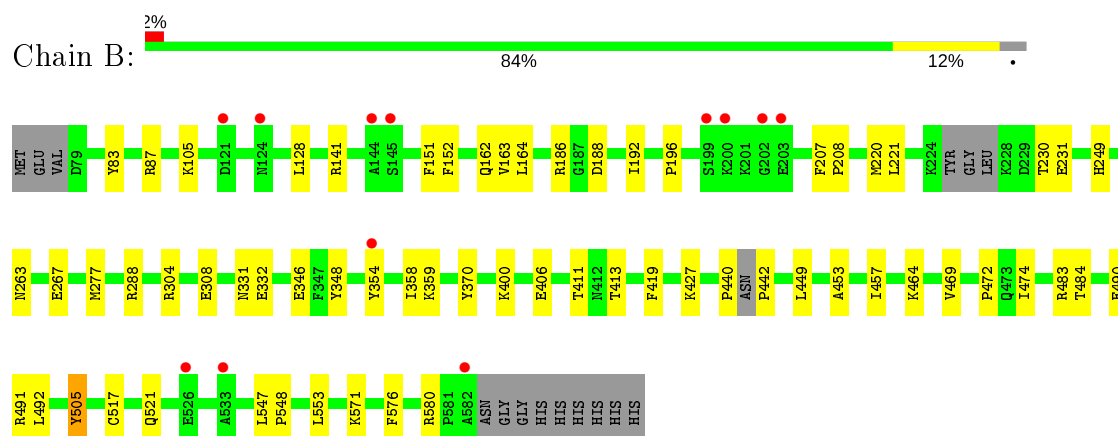 2%
Chain B:
84% 12% •
MET GLU VAL D79 Y83 R87 K105 D121 N124 L128 R141 A144 S145 F151 F152 Q162 V163 L164 R186 G187 D188 I192 P196 S199 K200 K201 G202 E203 F207 P208 M220 L221 K224 TYR GLY LEU K228 D229 T230 E231 H249
N263 E267 M277 R288 R304 E308 N331 E332 E346 F347 Y348 Y354 I358 K359 Y370 K400 E406 T411 N412 T413 F419 K427 P440 ASN P442 L449 A453 I457 K464 V469 P472 Q473 I474 R483 T484
R491 L492 Y505 C517 Q521 E526 A533 L547 P548 L553 K571 F576 R580 P581 A582 ASN GLY GLY HIS HIS HIS HIS HIS HIS